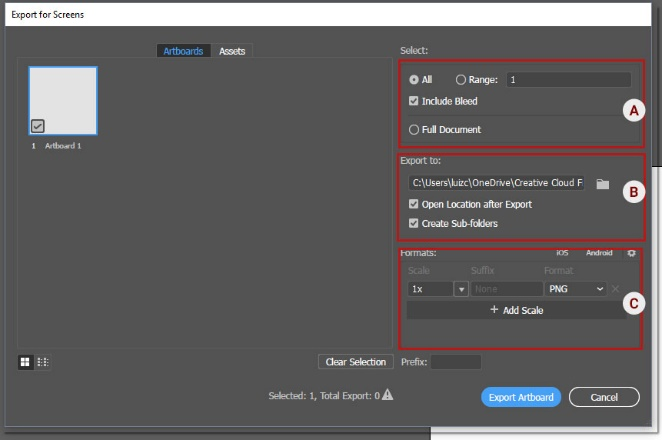 Export for Screens
Artboards Assets
Select:
All Range: 1
Include Bleed
Full Document
A
1 Artboard 1
Export to:
C:\Users\luizc\OneDrive\Creative Cloud F
Open Location after Export
Create Sub-folders
B
Formats: iOS Android
Scale Suffix Format
1x None PNG
+ Add Scale
C
Clear Selection Prefix:
Selected: 1, Total Export: 0
Export Artboard Cancel